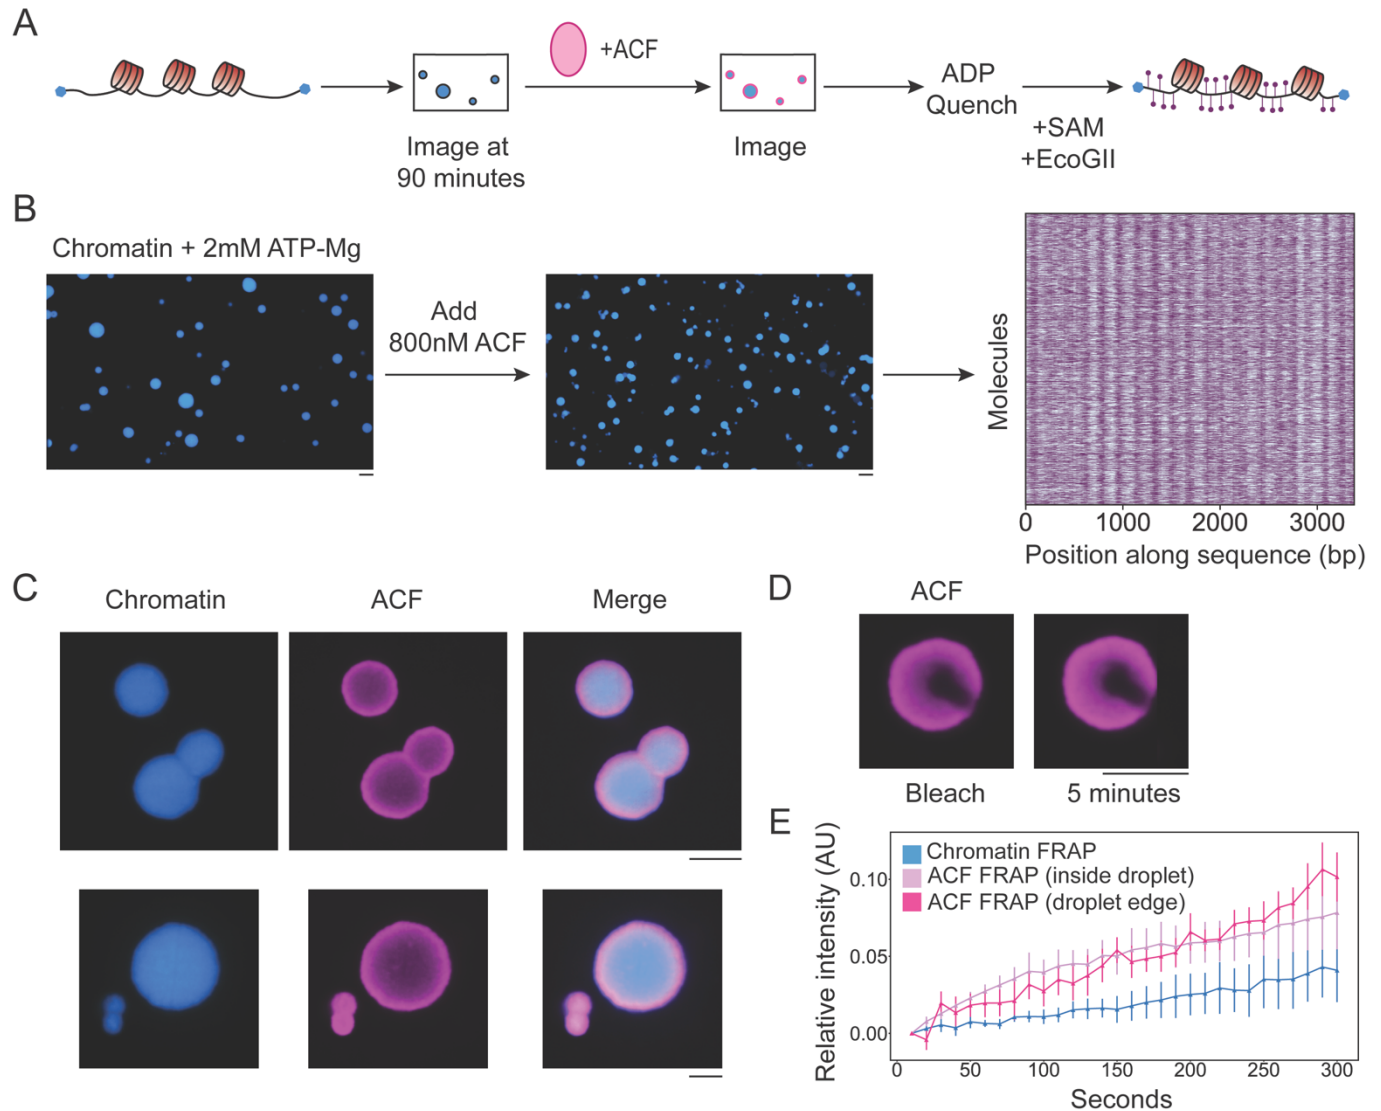 A
+ACF
Image at
90 minutes
Image
ADP
Quench
+SAM
+EcoGII
B
Chromatin + 2mM ATP-Mg
Add
800nM ACF
Molecules
0 1000 2000 3000
Position along sequence (bp)
C
Chromatin ACF Merge
D
ACF
Bleach 5 minutes
E
Relative intensity (AU)
Chromatin FRAP
ACF FRAP (inside droplet)
ACF FRAP (droplet edge)
0.10
0.05
0.00
0 50 100 150 200 250 300
Seconds